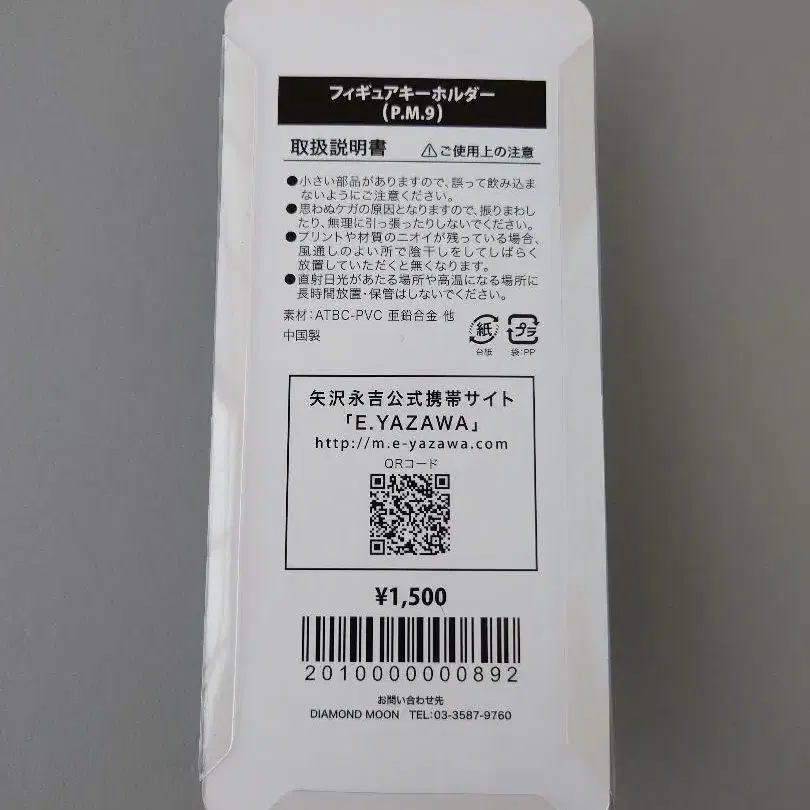 フィギュアキーホルダー
(P.M.9)
取扱説明書 ⚠ご使用上の注意
●小さい部品がありますので、誤って飲み込ま
ないようにご注意ください。
●思わぬケガの原因となりますので、振りまわし
たり、無理に引っ張ったりしないでください。
●プリントや材質のニオイが残っている場合、
風通しのよい所で陰干しをしてしばらく
放置していただくと無くなります。
●直射日光があたる場所や高温になる場所に
長時間放置・保管はしないでください。
素材:ATBC-PVC 亜鉛合金 他
中国製
紙 プラ
台紙 袋:PP
矢沢永吉公式携帯サイト
「E.YAZAWA」
http://m.e-yazawa.com
QRコード
¥1,500
2010000000892
お問い合わせ先
DIAMOND MOON TEL:03-3587-9760